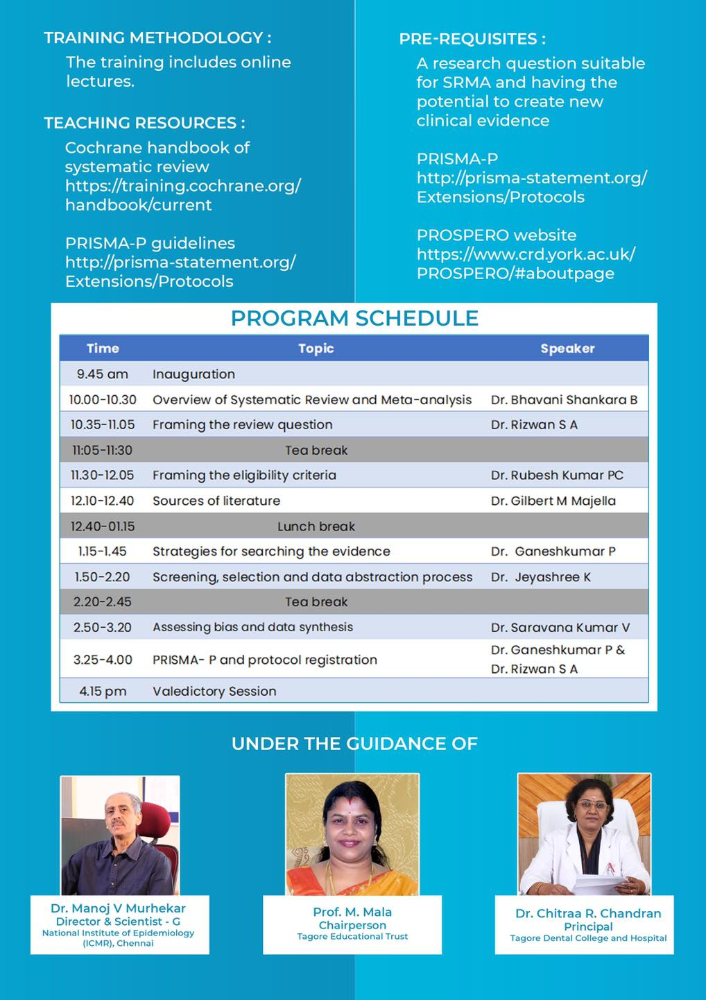 TRAINING METHODOLOGY :
The training includes online
lectures.
TEACHING RESOURCES :
Cochrane handbook of
systematic review
https://training.cochrane.org/
handbook/current
PRISMA-P guidelines
http://prisma-statement.org/
Extensions/Protocols
PRE-REQUISITES :
A research question suitable
for SRMA and having the
potential to create new
clinical evidence
PRISMA-P
http://prisma-statement.org/
Extensions/Protocols
PROSPERO website
https://www.crd.york.ac.uk/
PROSPERO/#aboutpage
PROGRAM SCHEDULE
Time Topic Speaker
9.45 am Inauguration
10.00-10.30 Overview of Systematic Review and Meta-analysis Dr. Bhavani Shankara B
10.35-11.05 Framing the review question Dr. Rizwan S A
11:05-11:30 Tea break
11.30-12.05 Framing the eligibility criteria Dr. Rubesh Kumar PC
12.10-12.40 Sources of literature Dr. Gilbert M Majella
12.40-01.15 Lunch break
1.15-1.45 Strategies for searching the evidence Dr. Ganeshkumar P
1.50-2.20 Screening, selection and data abstraction process Dr. Jeyashree K
2.20-2.45 Tea break
2.50-3.20 Assessing bias and data synthesis Dr. Saravana Kumar V
3.25-4.00 PRISMA- P and protocol registration Dr. Ganeshkumar P &
Dr. Rizwan S A
4.15 pm Valedictory Session
UNDER THE GUIDANCE OF
Dr. Manoj V Murhekar
Director & Scientist - G
National Institute of Epidemiology
(ICMR), Chennai
Prof. M. Mala
Chairperson
Tagore Educational Trust
Dr. Chitraa R. Chandran
Principal
Tagore Dental College and Hospital